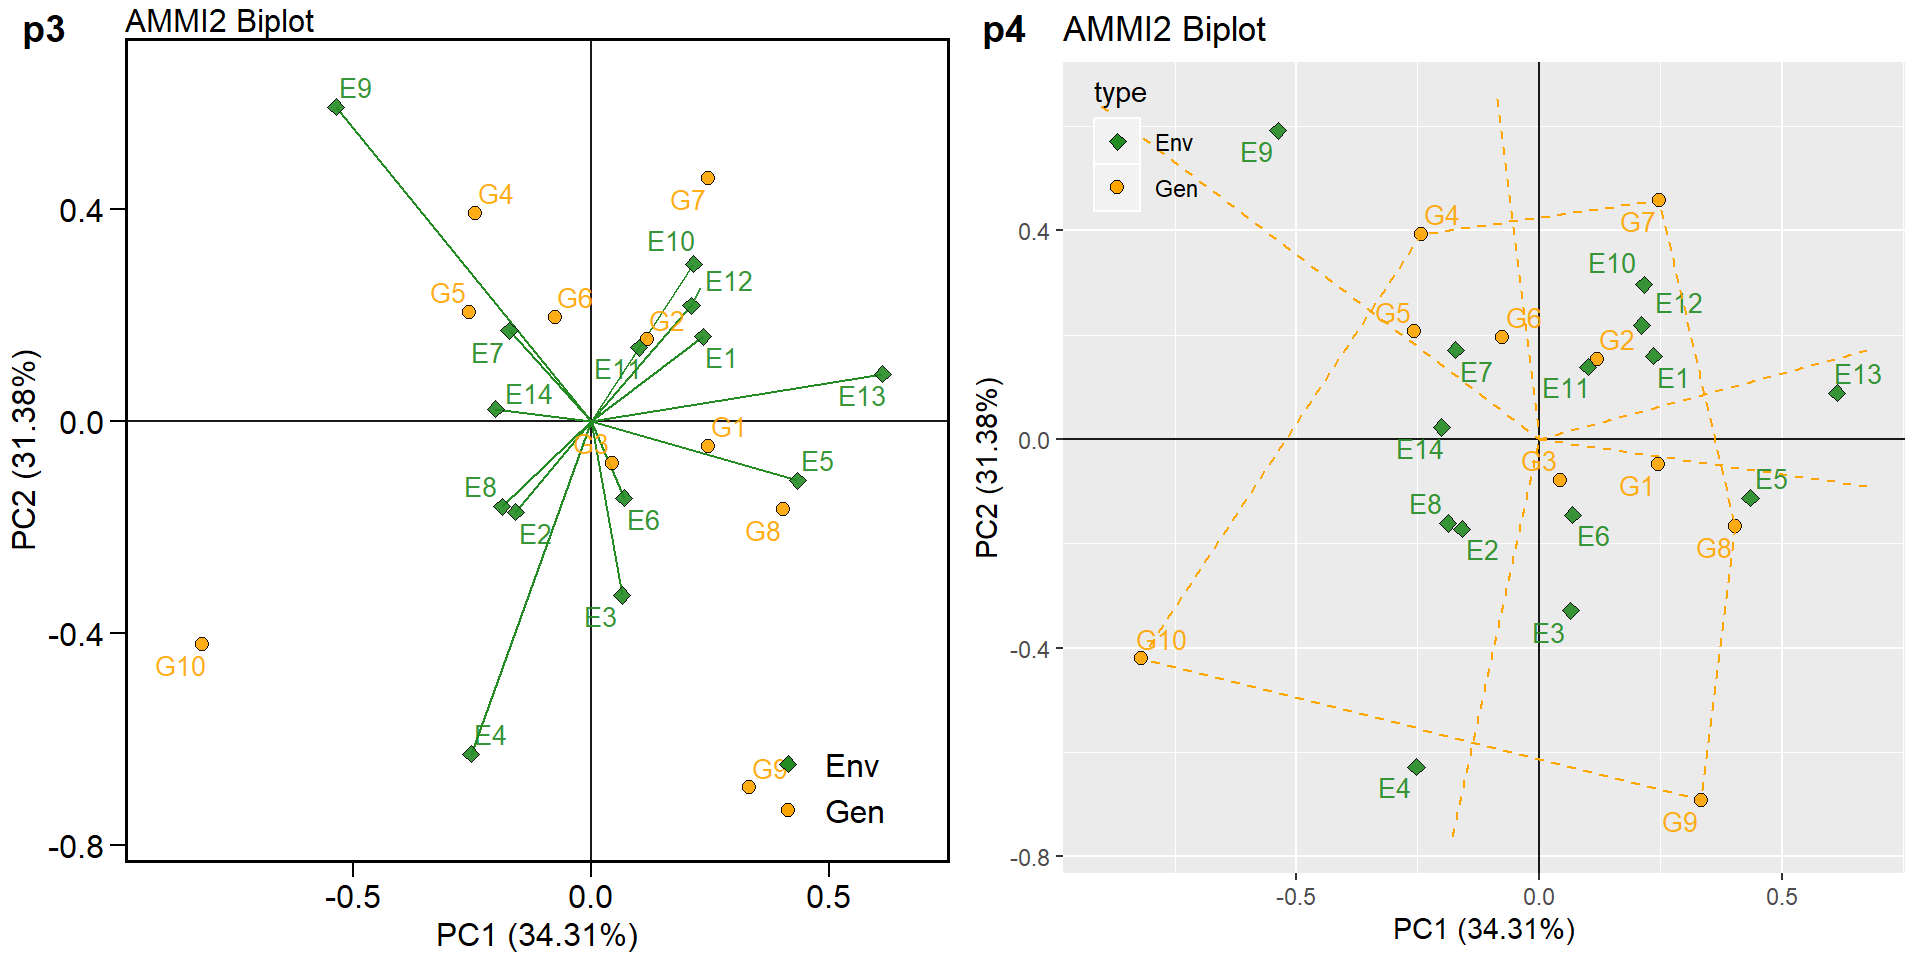 p3
AMMI2 Biplot
E9
G4
G7
0.4
E10
E12
G5
G6
G2
E7
E11
E1
E14
E13
0.0
G1
G3
E5
E8
E6
E2
G8
E3
-0.4
G10
E4
G9
Env
Gen
-0.8
-0.5
0.0
0.5
PC1 (34.31%)
PC2 (31.38%)
p4
AMMI2 Biplot
type
Env
Gen
E9
G4
G7
0.4
E10
E12
G5
G6
G2
E7
E11
E1
E13
0.0
E14
G3
G1
E5
E8
E6
E2
G8
E3
G10
-0.4
E4
G9
-0.8
-0.5
0.0
0.5
PC1 (34.31%)
PC2 (31.38%)